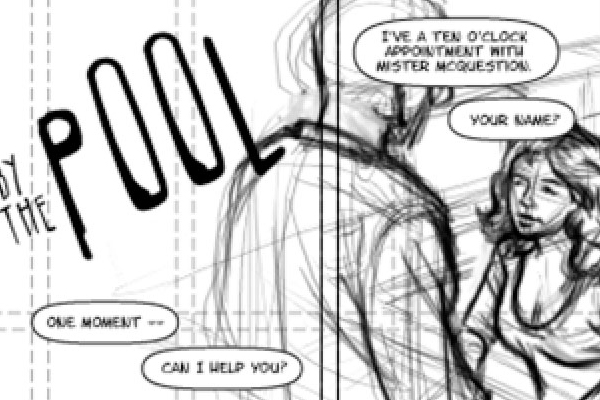 BY
THE
POOL
ONE MOMENT --
CAN I HELP YOU?
I'VE A TEN O'CLOCK
APPOINTMENT WITH
MISTER MCQUESTION.
YOUR NAME?